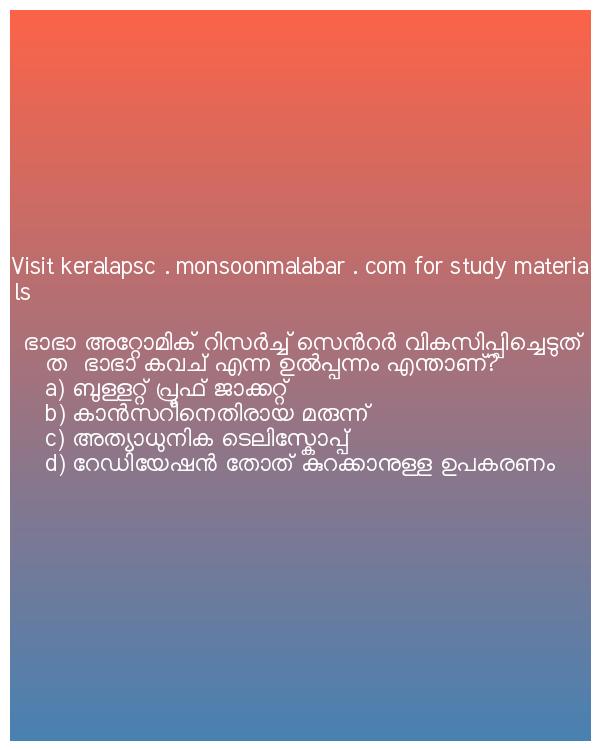 Visit keralapsc . monsoonmalabar . com for study materia
ls
ഭാഭാ അറ്റോമിക് റിസർച്ച് സെൻറർ വികസിപ്പിച്ചെടുത്
ത ഭാഭാ കവച് എന്ന ഉൽപ്പന്നം എന്താണ്?
a) ബുള്ളറ്റ് പ്രൂഫ് ജാക്കറ്റ്
b) കാൻസറിനെതിരായ മരുന്ന്
c) അത്യാധുനിക ടെലിസ്കോപ്പ്
d) റേഡിയേഷൻ തോത് കുറക്കാനുള്ള ഉപകരണം